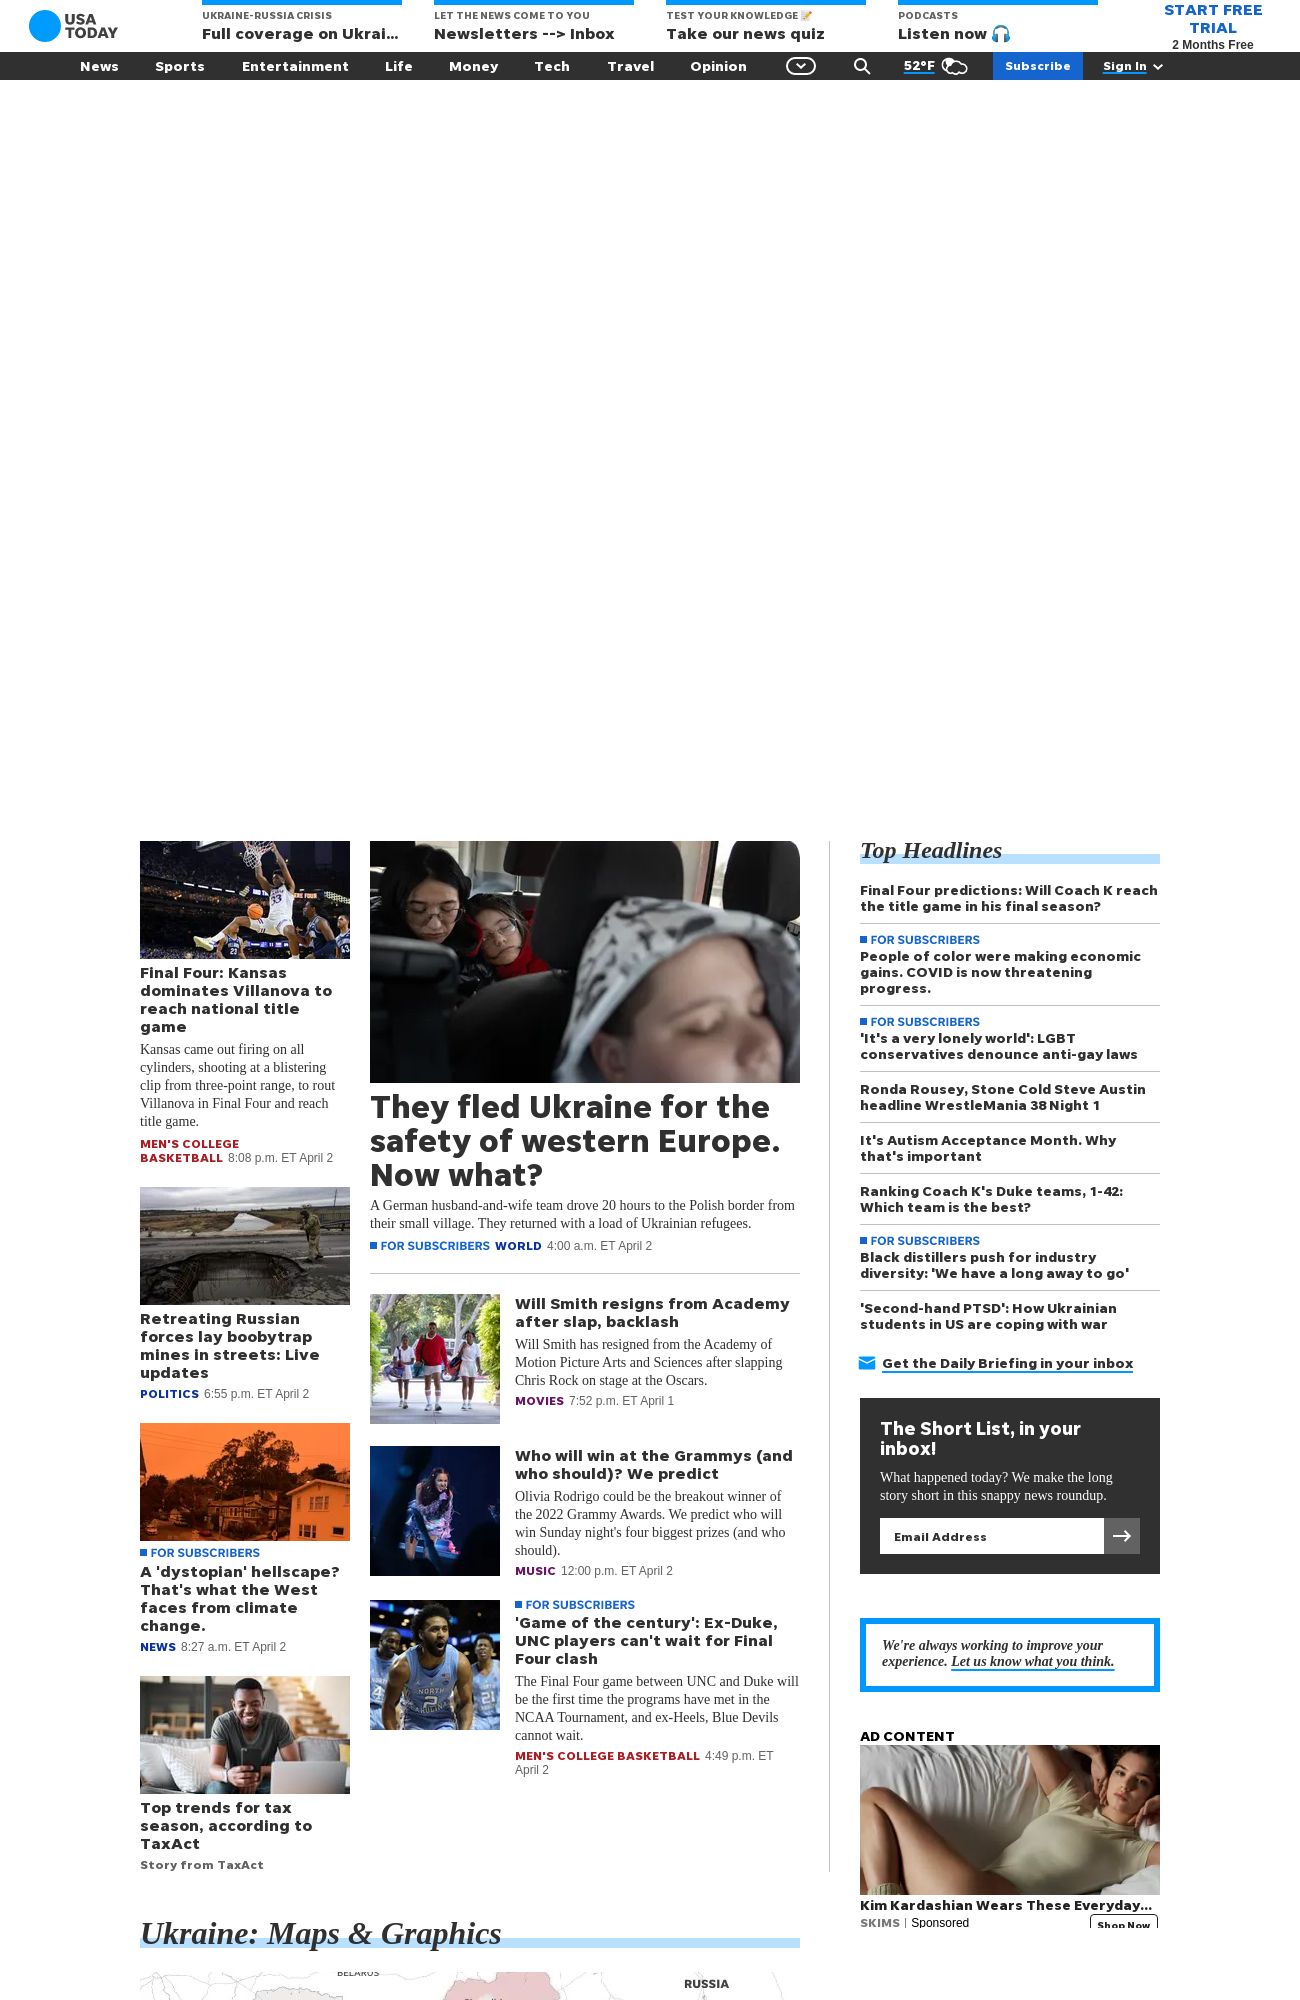 USA
TODAY
UKRAINE-RUSSIA CRISIS
Full coverage on Ukrai...
LET THE NEWS COME TO YOU
Newsletters --> Inbox
TEST YOUR KNOWLEDGE 📝
Take our news quiz
PODCASTS
Listen now 🎧
START FREE
TRIAL
2 Months Free
News Sports Entertainment Life Money Tech Travel Opinion 52°F Subscribe Sign In
Final Four: Kansas
dominates Villanova to
reach national title
game
Kansas came out firing on all
cylinders, shooting at a blistering
clip from three-point range, to rout
Villanova in Final Four and reach
title game.
MEN'S COLLEGE
BASKETBALL 8:08 p.m. ET April 2
Retreating Russian
forces lay boobytrap
mines in streets: Live
updates
POLITICS 6:55 p.m. ET April 2
FOR SUBSCRIBERS
A 'dystopian' hellscape?
That's what the West
faces from climate
change.
NEWS 8:27 a.m. ET April 2
Top trends for tax
season, according to
TaxAct
Story from TaxAct
They fled Ukraine for the
safety of western Europe.
Now what?
A German husband-and-wife team drove 20 hours to the Polish border from
their small village. They returned with a load of Ukrainian refugees.
FOR SUBSCRIBERS WORLD 4:00 a.m. ET April 2
Will Smith resigns from Academy
after slap, backlash
Will Smith has resigned from the Academy of
Motion Picture Arts and Sciences after slapping
Chris Rock on stage at the Oscars.
MOVIES 7:52 p.m. ET April 1
Who will win at the Grammys (and
who should)? We predict
Olivia Rodrigo could be the breakout winner of
the 2022 Grammy Awards. We predict who will
win Sunday night's four biggest prizes (and who
should).
MUSIC 12:00 p.m. ET April 2
NORTH
2
CAROLINA
21
FOR SUBSCRIBERS
'Game of the century': Ex-Duke,
UNC players can't wait for Final
Four clash
The Final Four game between UNC and Duke will
be the first time the programs have met in the
NCAA Tournament, and ex-Heels, Blue Devils
cannot wait.
MEN'S COLLEGE BASKETBALL 4:49 p.m. ET
April 2
Top Headlines
Final Four predictions: Will Coach K reach
the title game in his final season?
FOR SUBSCRIBERS
People of color were making economic
gains. COVID is now threatening
progress.
FOR SUBSCRIBERS
'It's a very lonely world': LGBT
conservatives denounce anti-gay laws
Ronda Rousey, Stone Cold Steve Austin
headline WrestleMania 38 Night 1
It's Autism Acceptance Month. Why
that's important
Ranking Coach K's Duke teams, 1-42:
Which team is the best?
FOR SUBSCRIBERS
Black distillers push for industry
diversity: 'We have a long away to go'
'Second-hand PTSD': How Ukrainian
students in US are coping with war
Get the Daily Briefing in your inbox
The Short List, in your
inbox!
What happened today? We make the long
story short in this snappy news roundup.
Email Address
We're always working to improve your
experience. Let us know what you think.
AD CONTENT
Kim Kardashian Wears These Everyday...
SKIMS | Sponsored
Shop Now
Ukraine: Maps & Graphics
BELARUS
RUSSIA